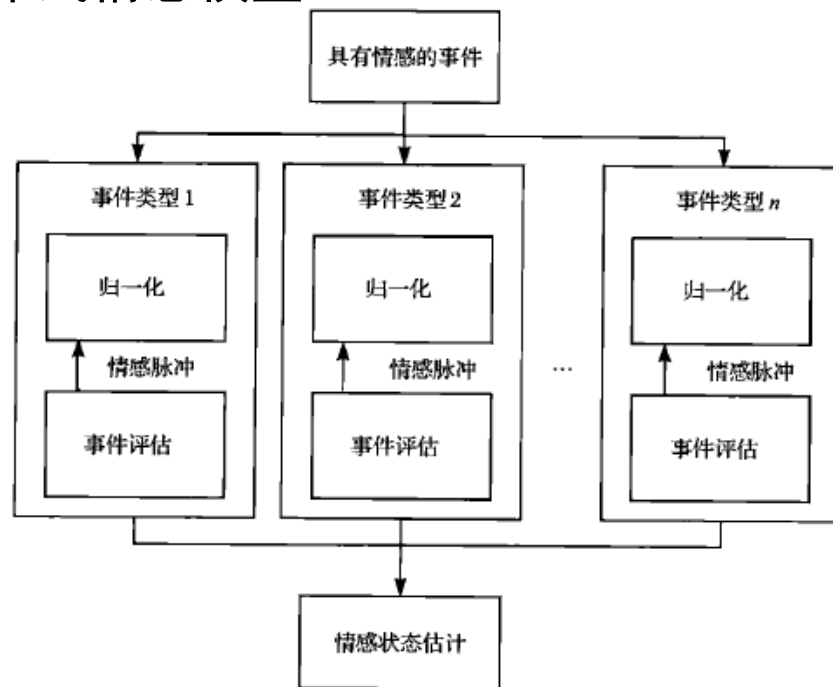 具有情感的事件
事件类型1
归一化
情感脉冲
事件评估
事件类型2
归一化
情感脉冲
事件评估
…
事件类型n
归一化
情感脉冲
事件评估
情感状态估计